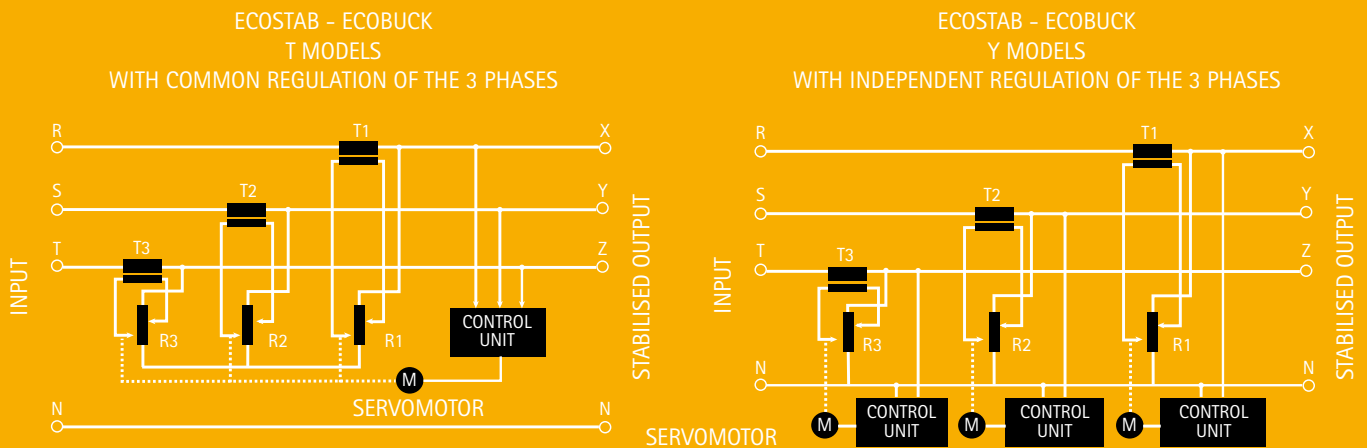 ECOSTAB - ECOBUCK
T MODELS
WITH COMMON REGULATION OF THE 3 PHASES
R
T1
X
S
T2
Y
T
T3
Z
INPUT
STABILISED OUTPUT
R3
R2
R1
CONTROL
UNIT
M
SERVOMOTOR
N
N
ECOSTAB - ECOBUCK
Y MODELS
WITH INDEPENDENT REGULATION OF THE 3 PHASES
R
T1
X
S
T2
Y
T
T3
Z
INPUT
STABILISED OUTPUT
R3
R2
R1
N
N
SERVOMOTOR
M
CONTROL
UNIT
M
CONTROL
UNIT
M
CONTROL
UNIT